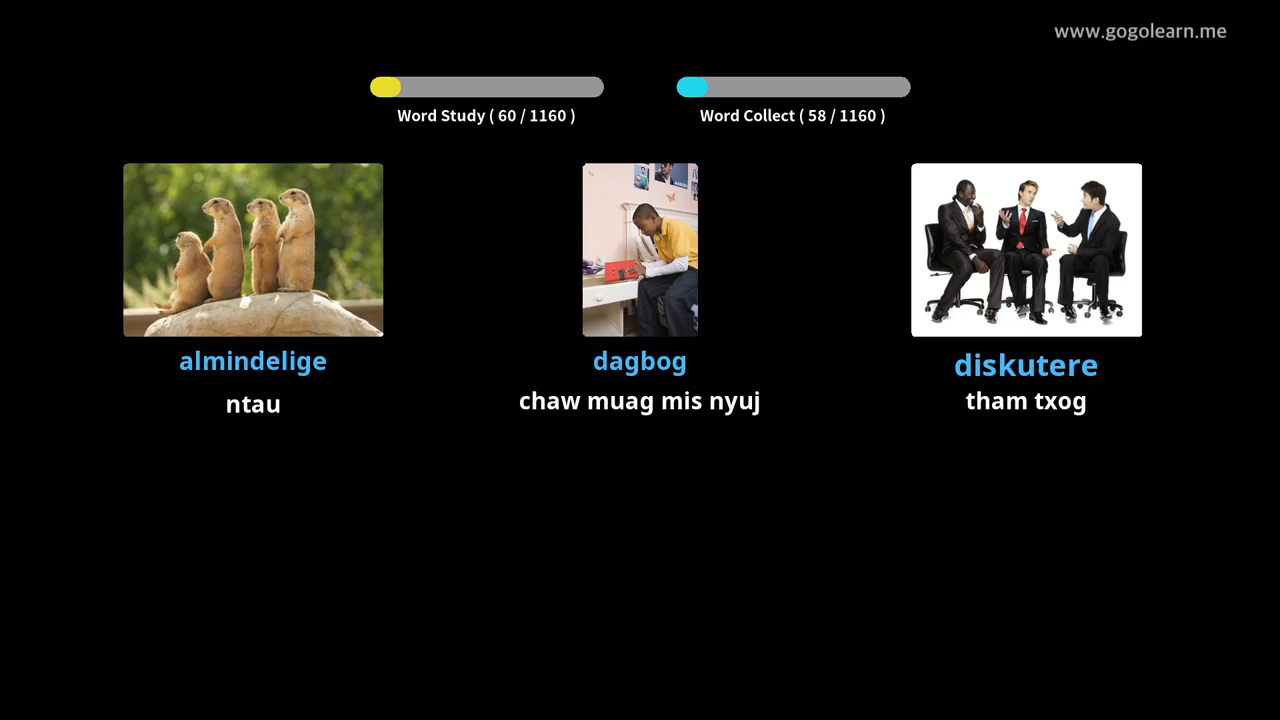 www.gogolearn.me
Word Study ( 60 / 1160 )
Word Collect ( 58 / 1160 )
almindelige
ntau
dagbog
chaw muag mis nyuj
diskutere
tham txog